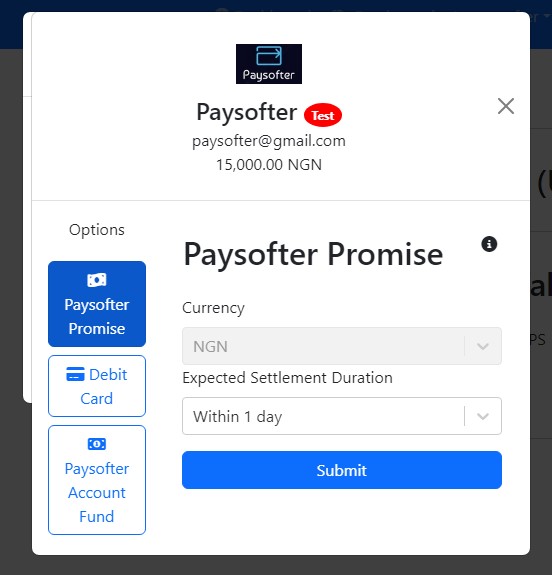 Paysofter
Paysofter Test
paysofter@gmail.com
15,000.00 NGN
Options
Paysofter
Promise
Debit
Card
Paysofter
Account
Fund
Paysofter Promise
Currency
NGN
Expected Settlement Duration
Within 1 day
Submit